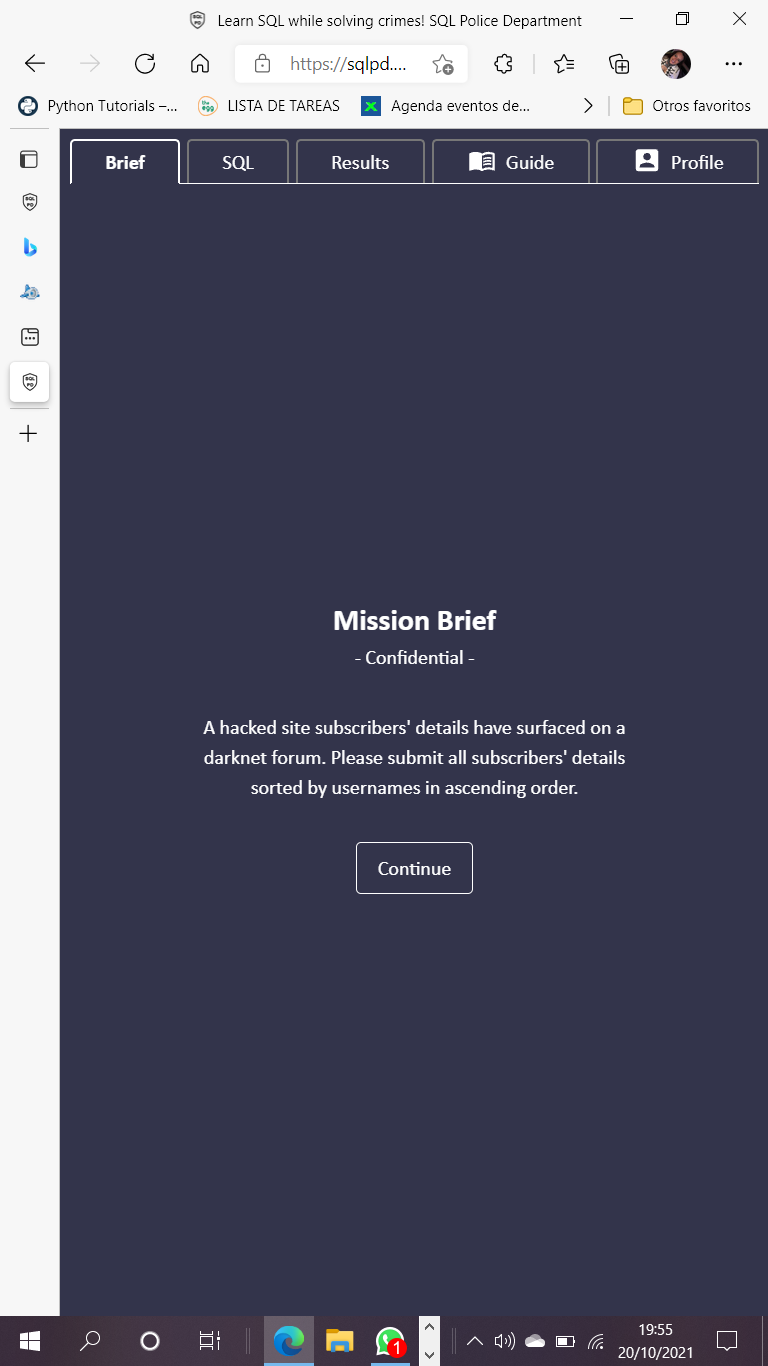 Learn SQL while solving crimes! SQL Police Department
https://sqlpd....
Python Tutorials –...
LISTA DE TAREAS
Agenda eventos de...
Otros favoritos
Brief
SQL
Results
Guide
Profile
Mission Brief
- Confidential -
A hacked site subscribers' details have surfaced on a
darknet forum. Please submit all subscribers' details
sorted by usernames in ascending order.
Continue
1
19:55
20/10/2021